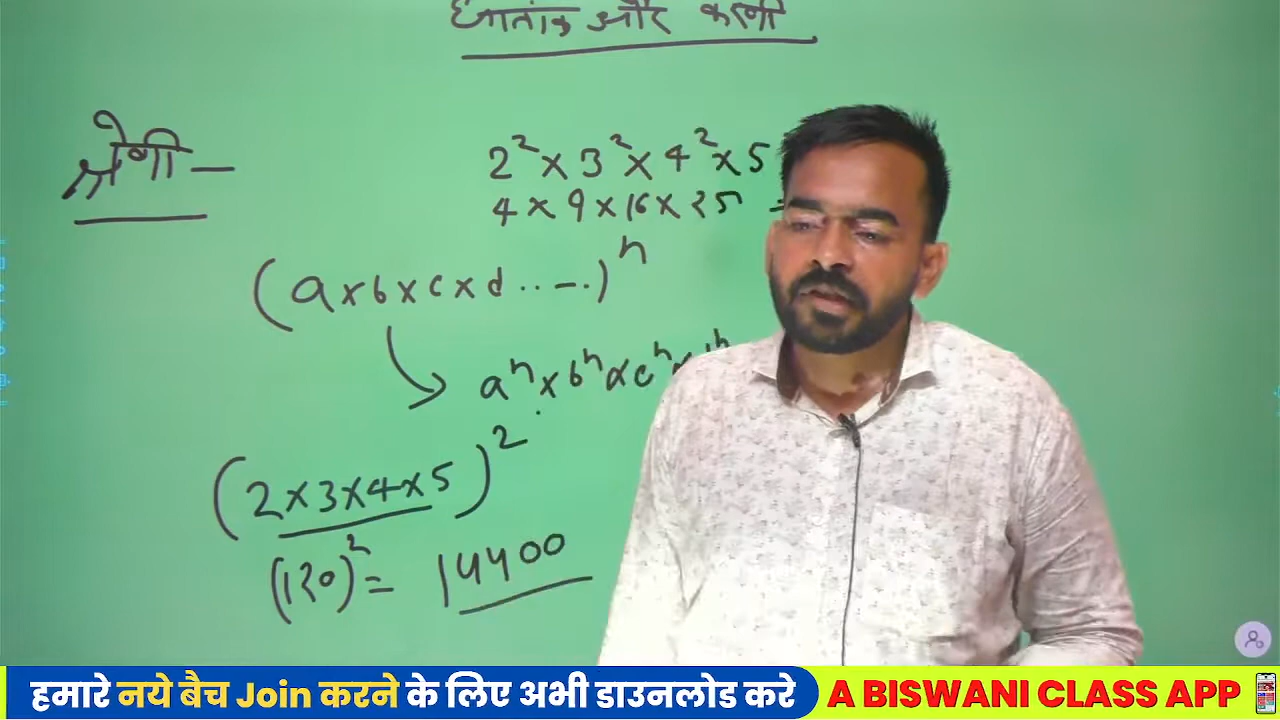 घातांक और करणी
श्रेणी —
2² × 3² × 4² × 5
4 × 9 × 16 × 25 =
(a × b × c × d .. — .)ⁿ
aⁿ × bⁿ × cⁿ
(2 × 3 × 4 × 5)²
(120)² = 14400
हमारे नये बैच Join करने के लिए अभी डाउनलोड करे
A BISWANI CLASS APP